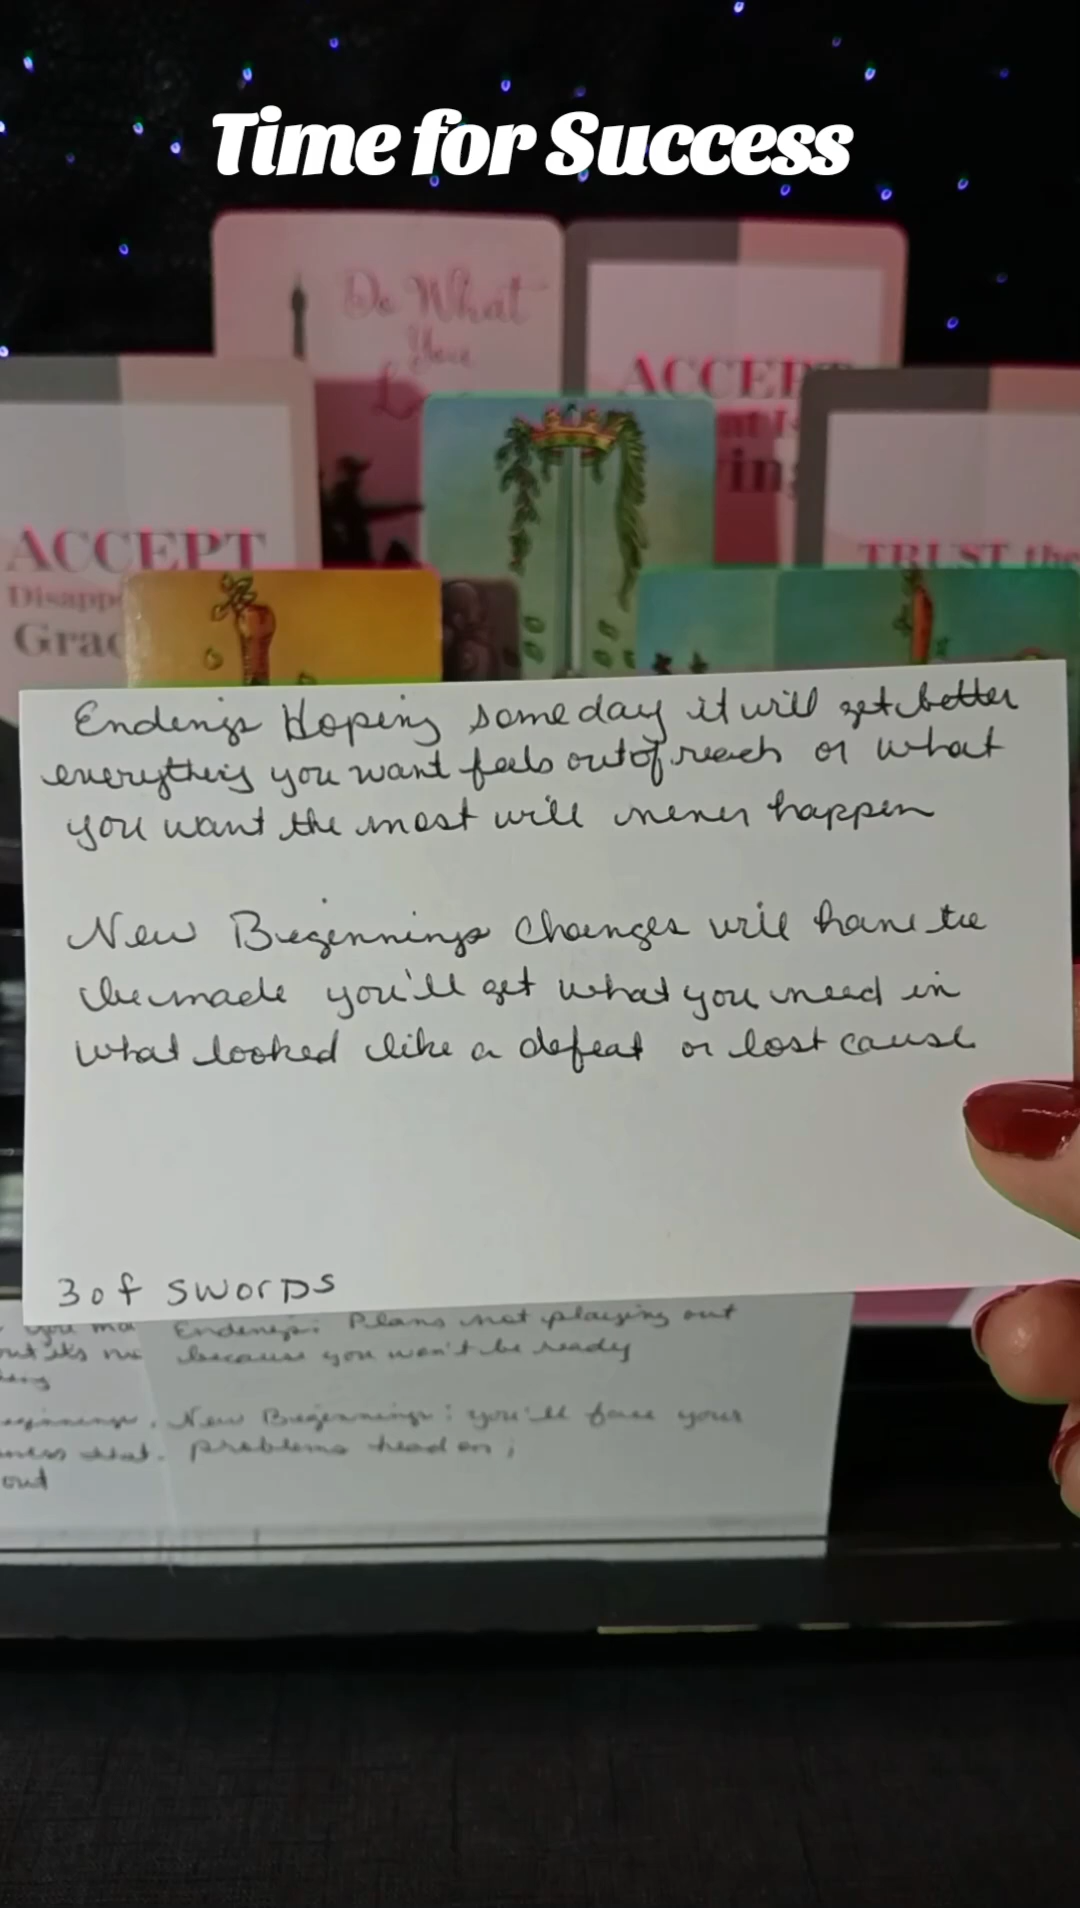 Time for Success
Do What
You
ACCEPT
ACCEPT
Disapp
Grac
TRUST the
Endings Hoping someday it will get better
everything you want feels out of reach or what
you want the most will never happen
New Beginnings Changes will have to
be made you'll get what you need in
what looked like a defeat or lost cause
3 of SWORDS
Endings: Plans not playing out
because you won't be ready
New Beginnings: you'll face your
problems head on;
out